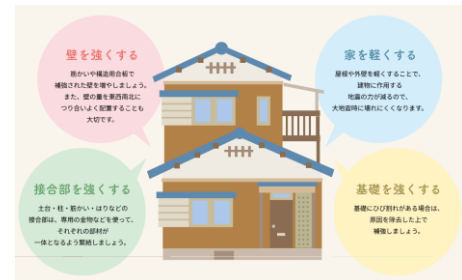 壁を強くする
筋かいや構造用合板で
補強された壁を増やしましょう。
また、壁の量を東西南北に
つり合いよく配置することも
大切です。
家を軽くする
屋根や外壁を軽くすることで、
建物に作用する
地震の力が減るので、
大地震時に壊れにくくなります。
接合部を強くする
土台・柱・筋かい・はりなどの
接合部は、専用の金物などを使って、
それぞれの部材が
一体となるよう緊結しましょう。
基礎を強くする
基礎にひび割れがある場合は、
原因を除去した上で
補強しましょう。